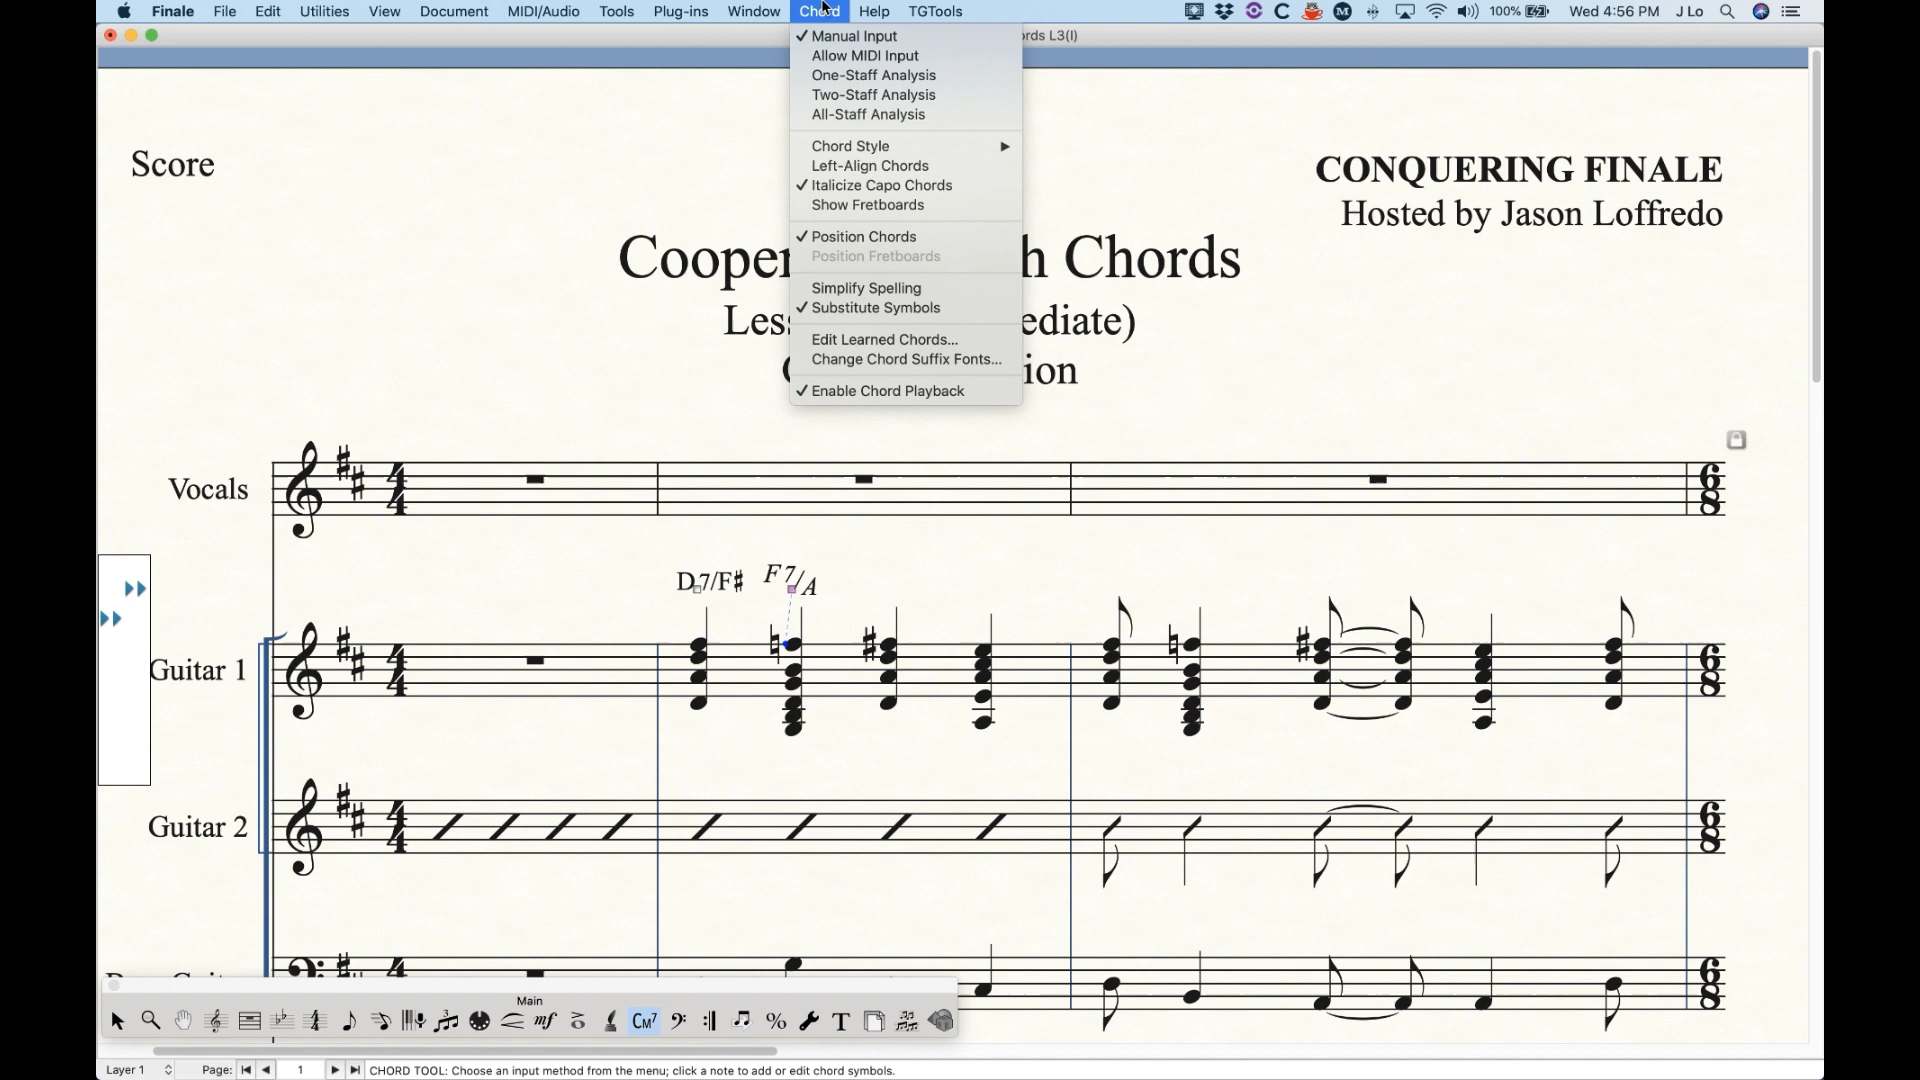 Finale File Edit Utilities View Document MIDI/Audio Tools Plug-ins Window Chord Help TGTools 100% Wed 4:56 PM J Lo
rds L3(I)
Manual Input
Allow MIDI Input
One-Staff Analysis
Two-Staff Analysis
All-Staff Analysis
Chord Style
Left-Align Chords
Italicize Capo Chords
Show Fretboards
Position Chords
Position Fretboards
Simplify Spelling
Substitute Symbols
Edit Learned Chords...
Change Chord Suffix Fonts...
Enable Chord Playback
Score
CONQUERING FINALE
Hosted by Jason Loffredo
Cooper h Chords
Les ediate)
ion
Vocals
D7/F♯ F7/A
Guitar 1
Guitar 2
Main
CM7 mf T %
Layer 1 Page: 1 CHORD TOOL: Choose an input method from the menu; click a note to add or edit chord symbols.